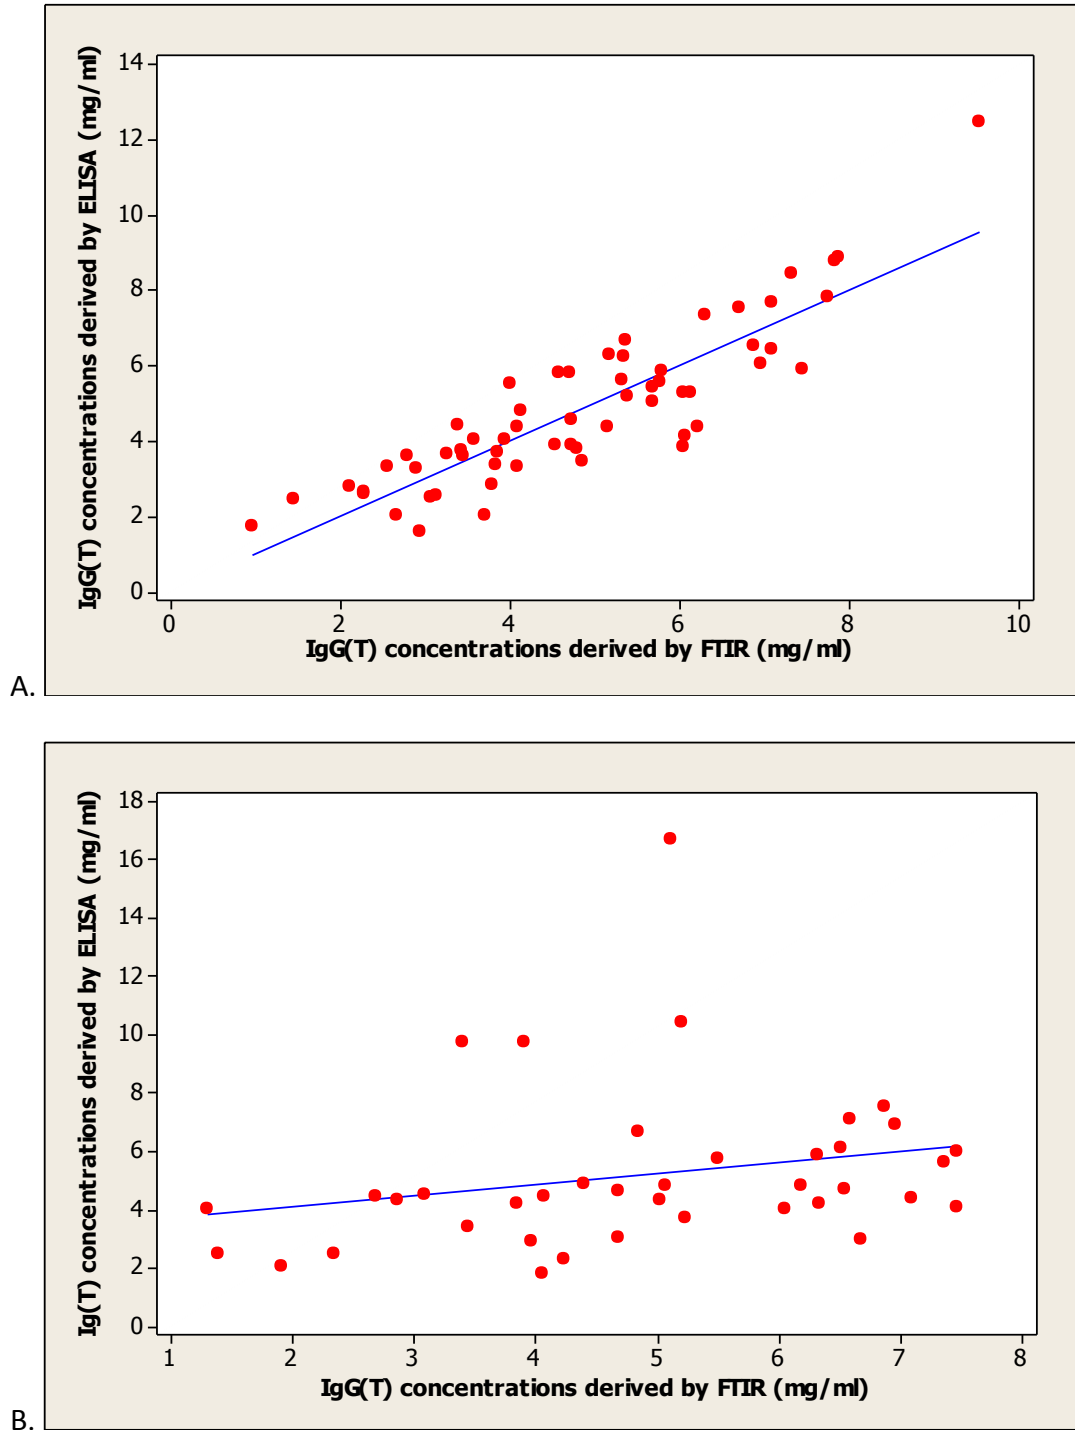 IgG(T) concentrations derived by ELISA (mg/ml)
14
12
10
8
6
4
2
0
0 2 4 6 8 10
IgG(T) concentrations derived by FTIR (mg/ml)
A.
Ig(T) concentrations derived by ELISA (mg/ml)
18
16
14
12
10
8
6
4
2
0
1 2 3 4 5 6 7 8
IgG(T) concentrations derived by FTIR (mg/ml)
B.